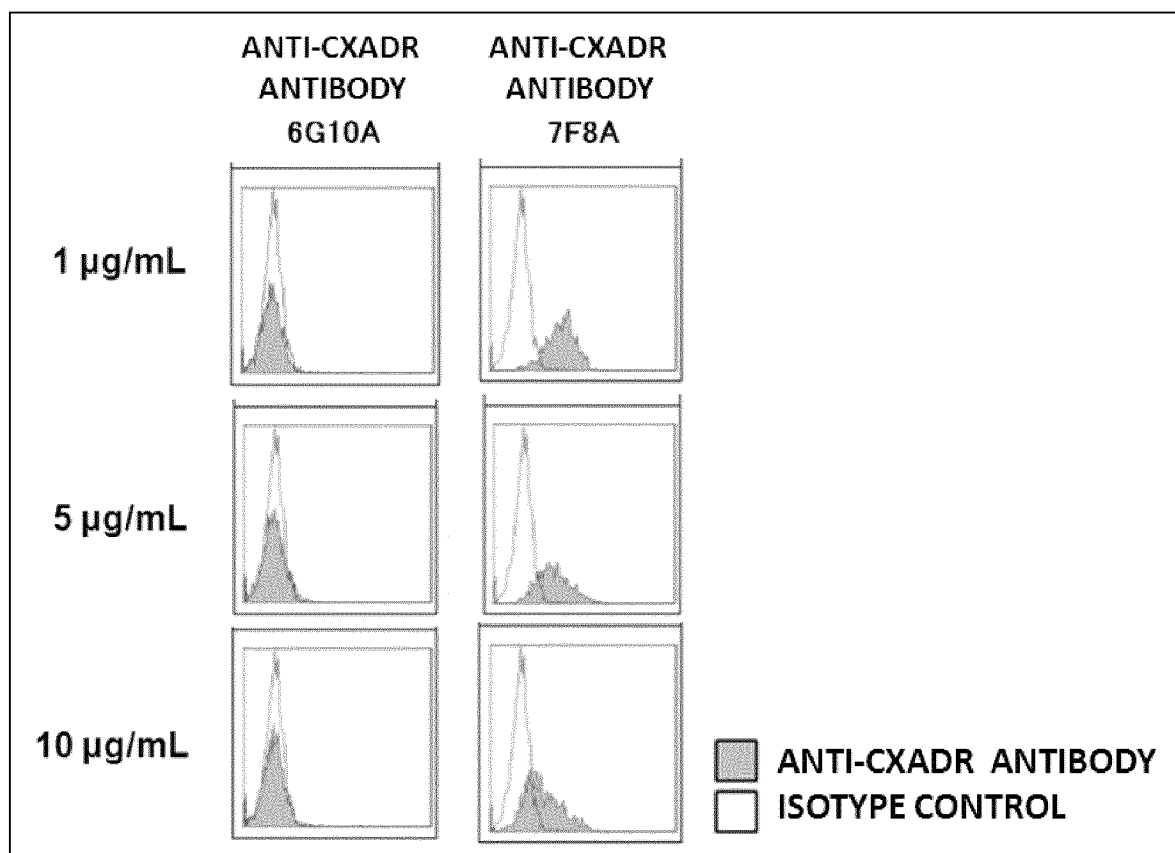 ANTI-CXADR
ANTIBODY
6G10A
ANTI-CXADR
ANTIBODY
7F8A
1 µg/mL
5 µg/mL
10 µg/mL
ANTI-CXADR ANTIBODY
ISOTYPE CONTROL